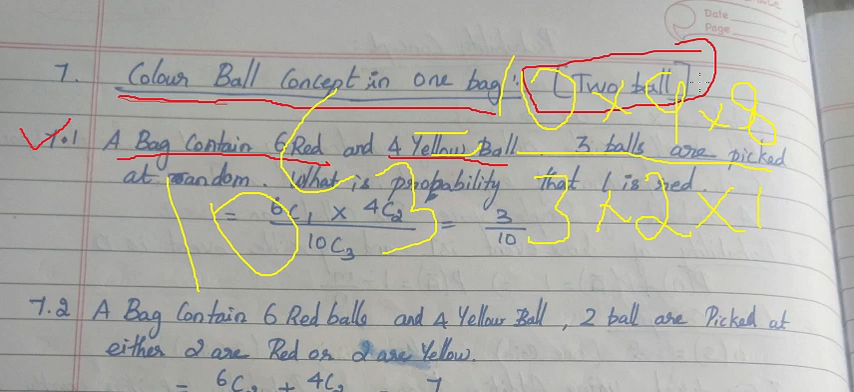 Date
Page
7. Colour Ball Concept in one bag: [Two ball]
10C3 10 x 9 x 8
3 x 2 x 1
7.1 A Bag Contain 6 Red and 4 Yellow Ball. 3 balls are picked
at random. What is probability that 1 is red.
= 6C1 x 4C2 / 10C3 = 3/10
7.2 A Bag Contain 6 Red balls and 4 Yellow Ball, 2 ball are Picked at
either 2 are Red or 2 are Yellow.
= 6C2 + 4C2 = 7